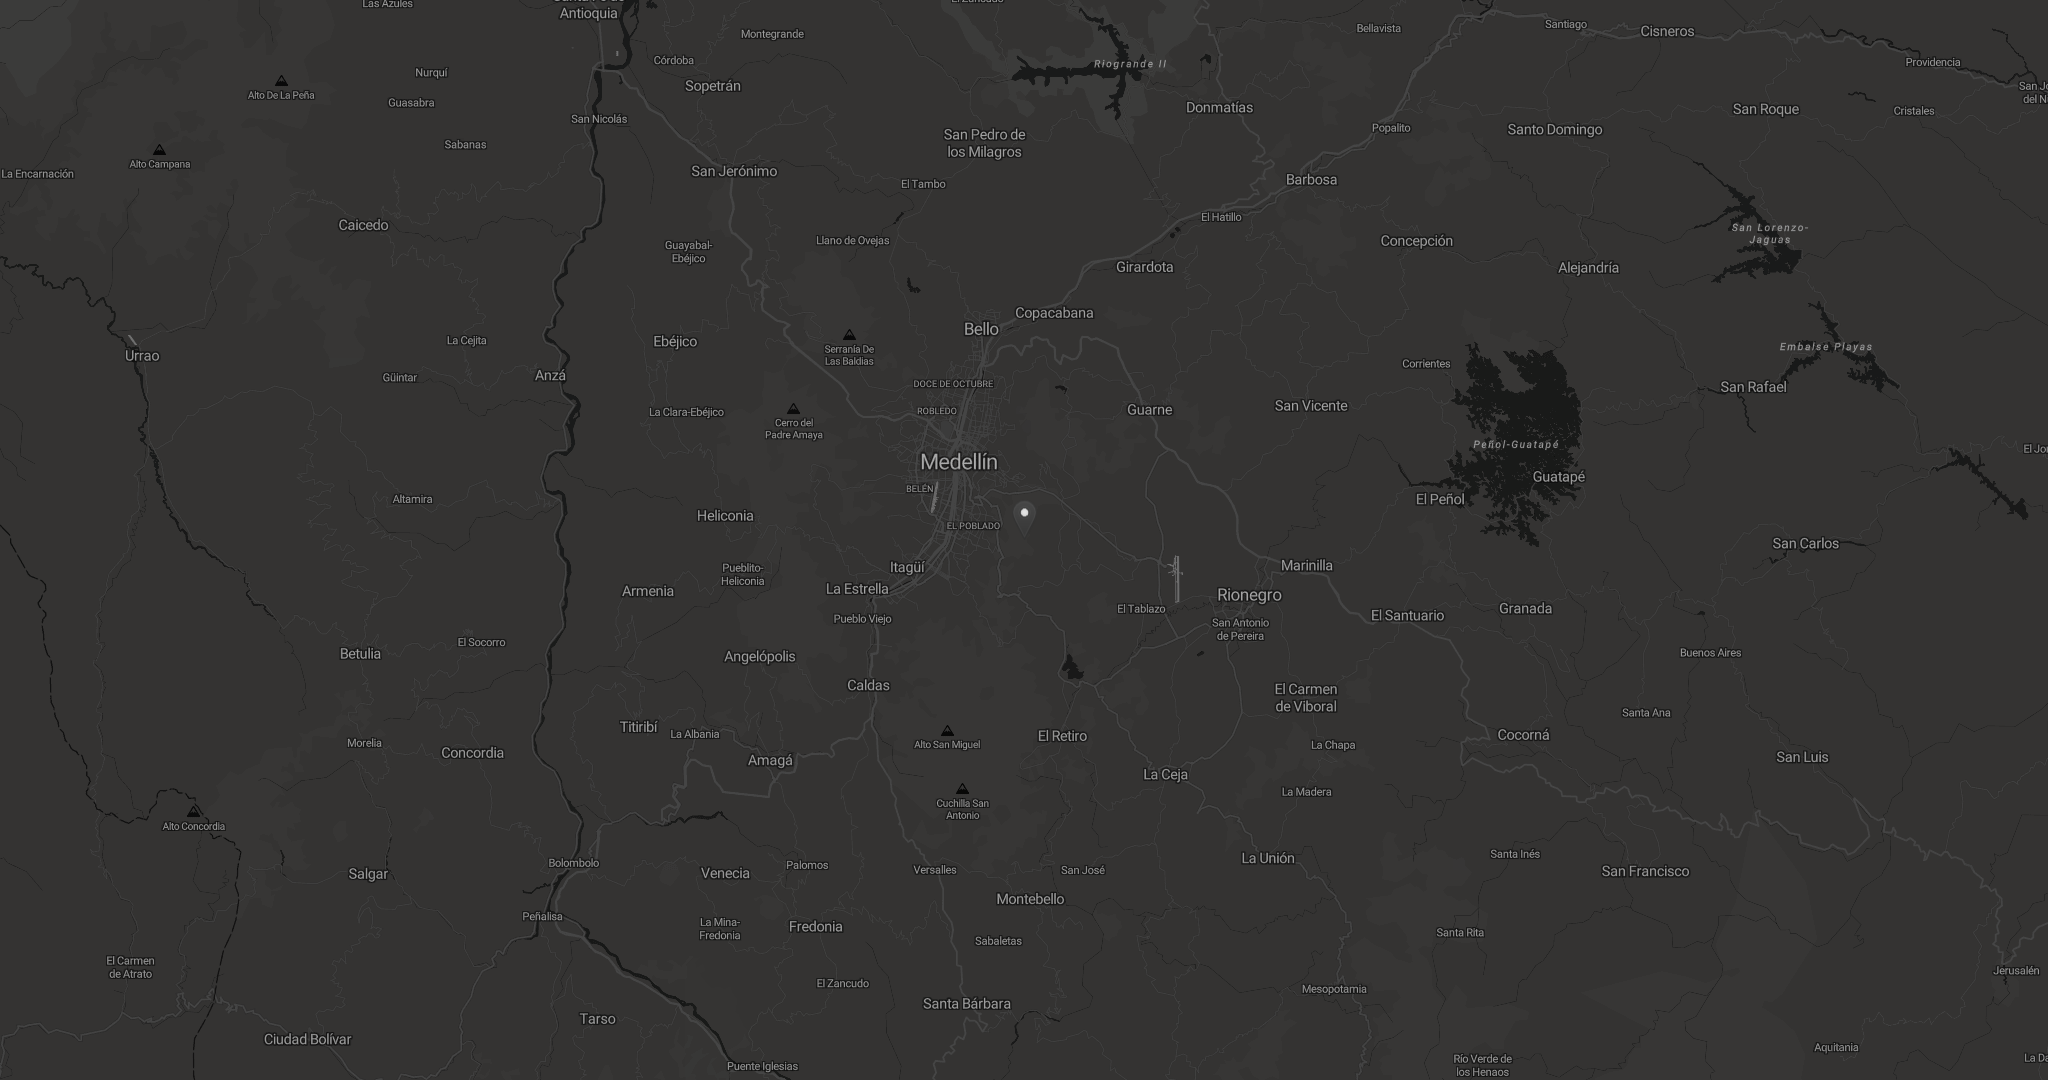 Las Azules
Antioquia
Montegrande
Bellavista
Santiago
Cisneros
Córdoba
Riogrande II
Providencia
Nurquí
Sopetrán
Alto De La Peña
Guasabra
Donmatías
San Roque
Cristales
San Nicolás
San Pedro de
los Milagros
Popalito
Santo Domingo
Sabanas
Alto Campana
La Encarnación
San Jerónimo
El Tambo
Barbosa
Caicedo
El Hatillo
San Lorenzo-
Jaguas
Guayabal-
Ebéjico
Llano de Ovejas
Concepción
Girardota
Alejandría
Copacabana
Bello
La Cejita
Ebéjico
Serranía De
Las Baldias
Embalse Playas
Urrao
Corrientes
Güintar
Anzá
DOCE DE OCTUBRE
San Rafael
La Clara-Ebéjico
Cerro del
Padre Amaya
ROBLEDO
Guarne
San Vicente
Peñol-Guatapé
Medellín
Guatapé
BELÉN
Altamira
El Peñol
Heliconia
EL POBLADO
San Carlos
Itagüí
Pueblito-
Heliconia
Marinilla
Armenia
La Estrella
Rionegro
El Tablazo
Granada
El Santuario
Pueblo Viejo
San Antonio
de Pereira
El Socorro
Betulia
Angelópolis
Buenos Aires
Caldas
El Carmen
de Viboral
Santa Ana
Titiribí
La Albania
Alto San Miguel
El Retiro
Cocorná
Morelia
Concordia
La Chapa
Amagá
San Luis
La Ceja
La Madera
Cuchilla San
Antonio
Alto Concordia
Bolombolo
Salgar
Venecia
Palomos
Versalles
San José
La Unión
Santa Inés
San Francisco
Montebello
Peñalisa
La Mina-
Fredonia
Fredonia
Sabaletas
Santa Rita
El Carmen
de Atrato
Jerusalén
El Zancudo
Mesopotamia
Santa Bárbara
Tarso
Ciudad Bolívar
Aquitania
Puente Iglesias
Río Verde de
los Henaos